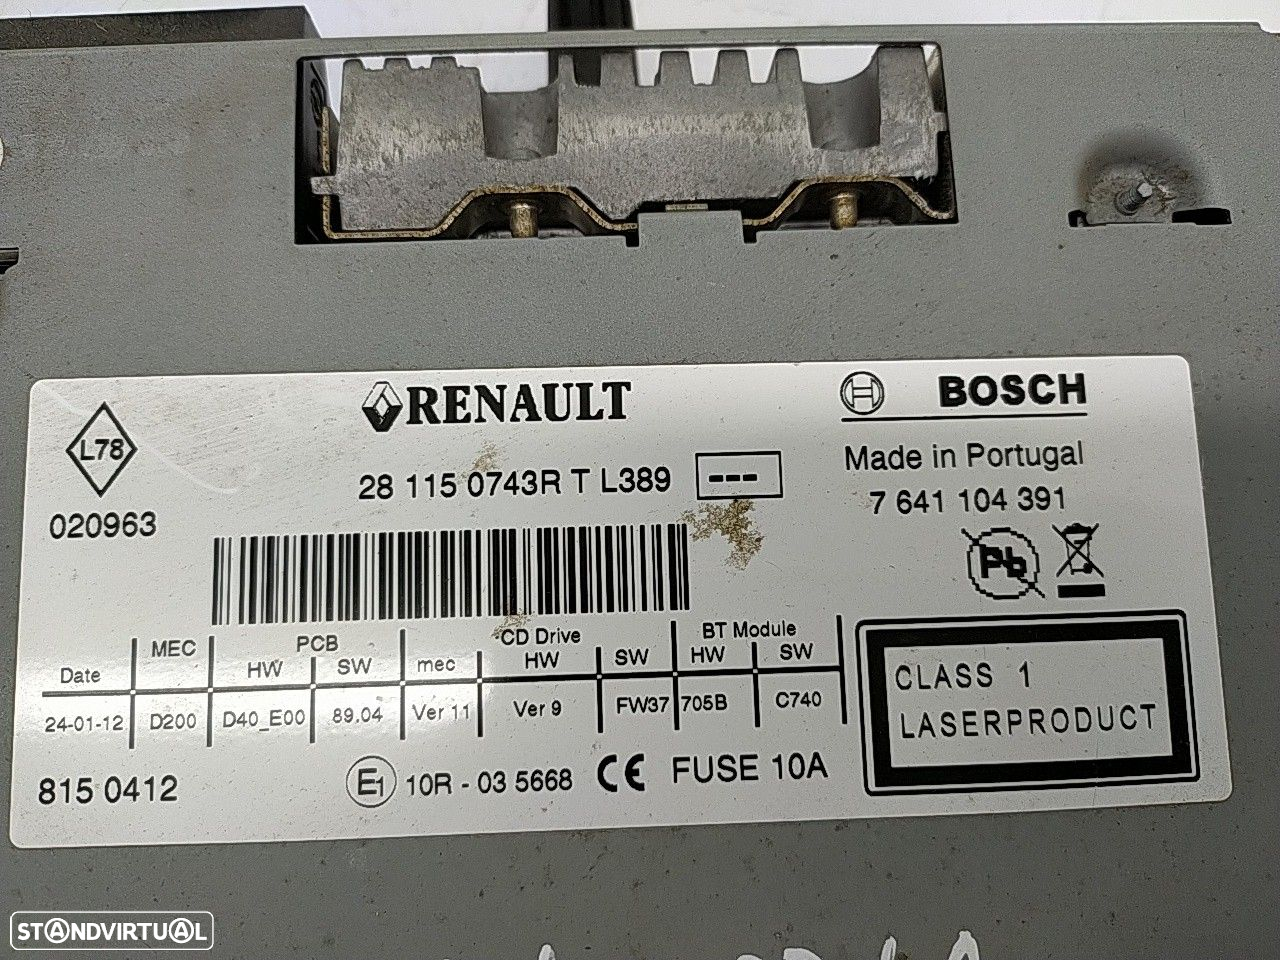 L78
020963
RENAULT
28 115 0743R T L389
---
BOSCH
Made in Portugal
7 641 104 391
Pb
Date MEC PCB HW SW mec CD Drive HW SW BT Module HW SW
24-01-12 D200 D40_E00 89.04 Ver 11 Ver 9 FW37 705B C740
815 0412
E1 10R - 03 5668 CE FUSE 10A
CLASS 1
LASERPRODUCT
STANDVIRTUAL